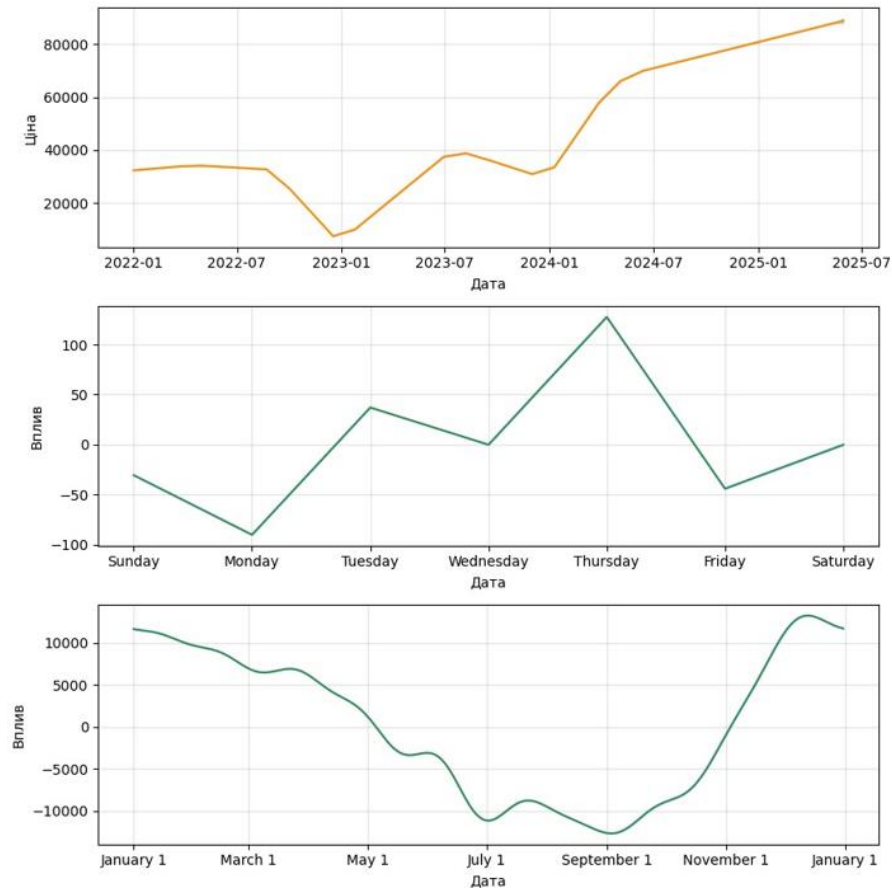 80000
60000
40000
20000
Ціна
2022-01 2022-07 2023-01 2023-07 2024-01 2024-07 2025-01 2025-07
Дата
100
50
0
−50
−100
Вплив
Sunday Monday Tuesday Wednesday Thursday Friday Saturday
Дата
10000
5000
0
−5000
−10000
Вплив
January 1 March 1 May 1 July 1 September 1 November 1 January 1
Дата